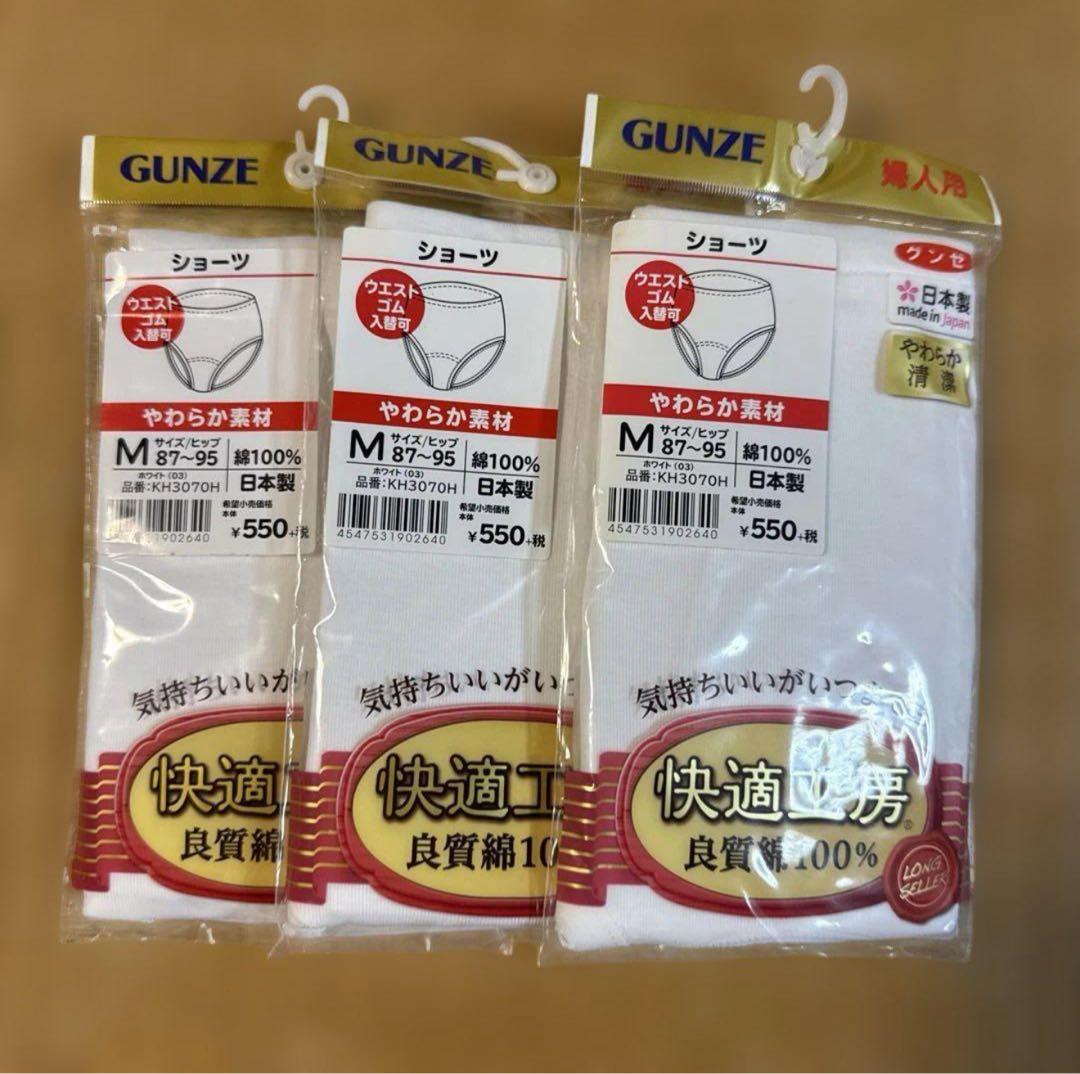 GUNZE
ショーツ
ウエスト
ゴム
入替可
やわらか素材
M サイズ/ヒップ 87〜95
綿100%
ホワイト(03)
品番:KH3070H
日本製
希望小売価格
本体
¥550+税
31902640
気持ちいいが
快適
良質綿
GUNZE
ショーツ
ウエスト
ゴム
入替可
やわらか素材
M サイズ/ヒップ 87〜95
綿100%
ホワイト(03)
品番:KH3070H
日本製
希望小売価格
本体
¥550+税
4547531902640
気持ちいいがい
快適工
良質綿10
GUNZE
婦人用
グンゼ
日本製
made in Japan
やわらか
清潔
ショーツ
ウエスト
ゴム
入替可
やわらか素材
M サイズ/ヒップ 87〜95
綿100%
ホワイト(03)
品番:KH3070H
日本製
希望小売価格
本体
¥550+税
4547531902640
気持ちいいがいつ
快適工房®
良質綿100%
LONG
SELLER